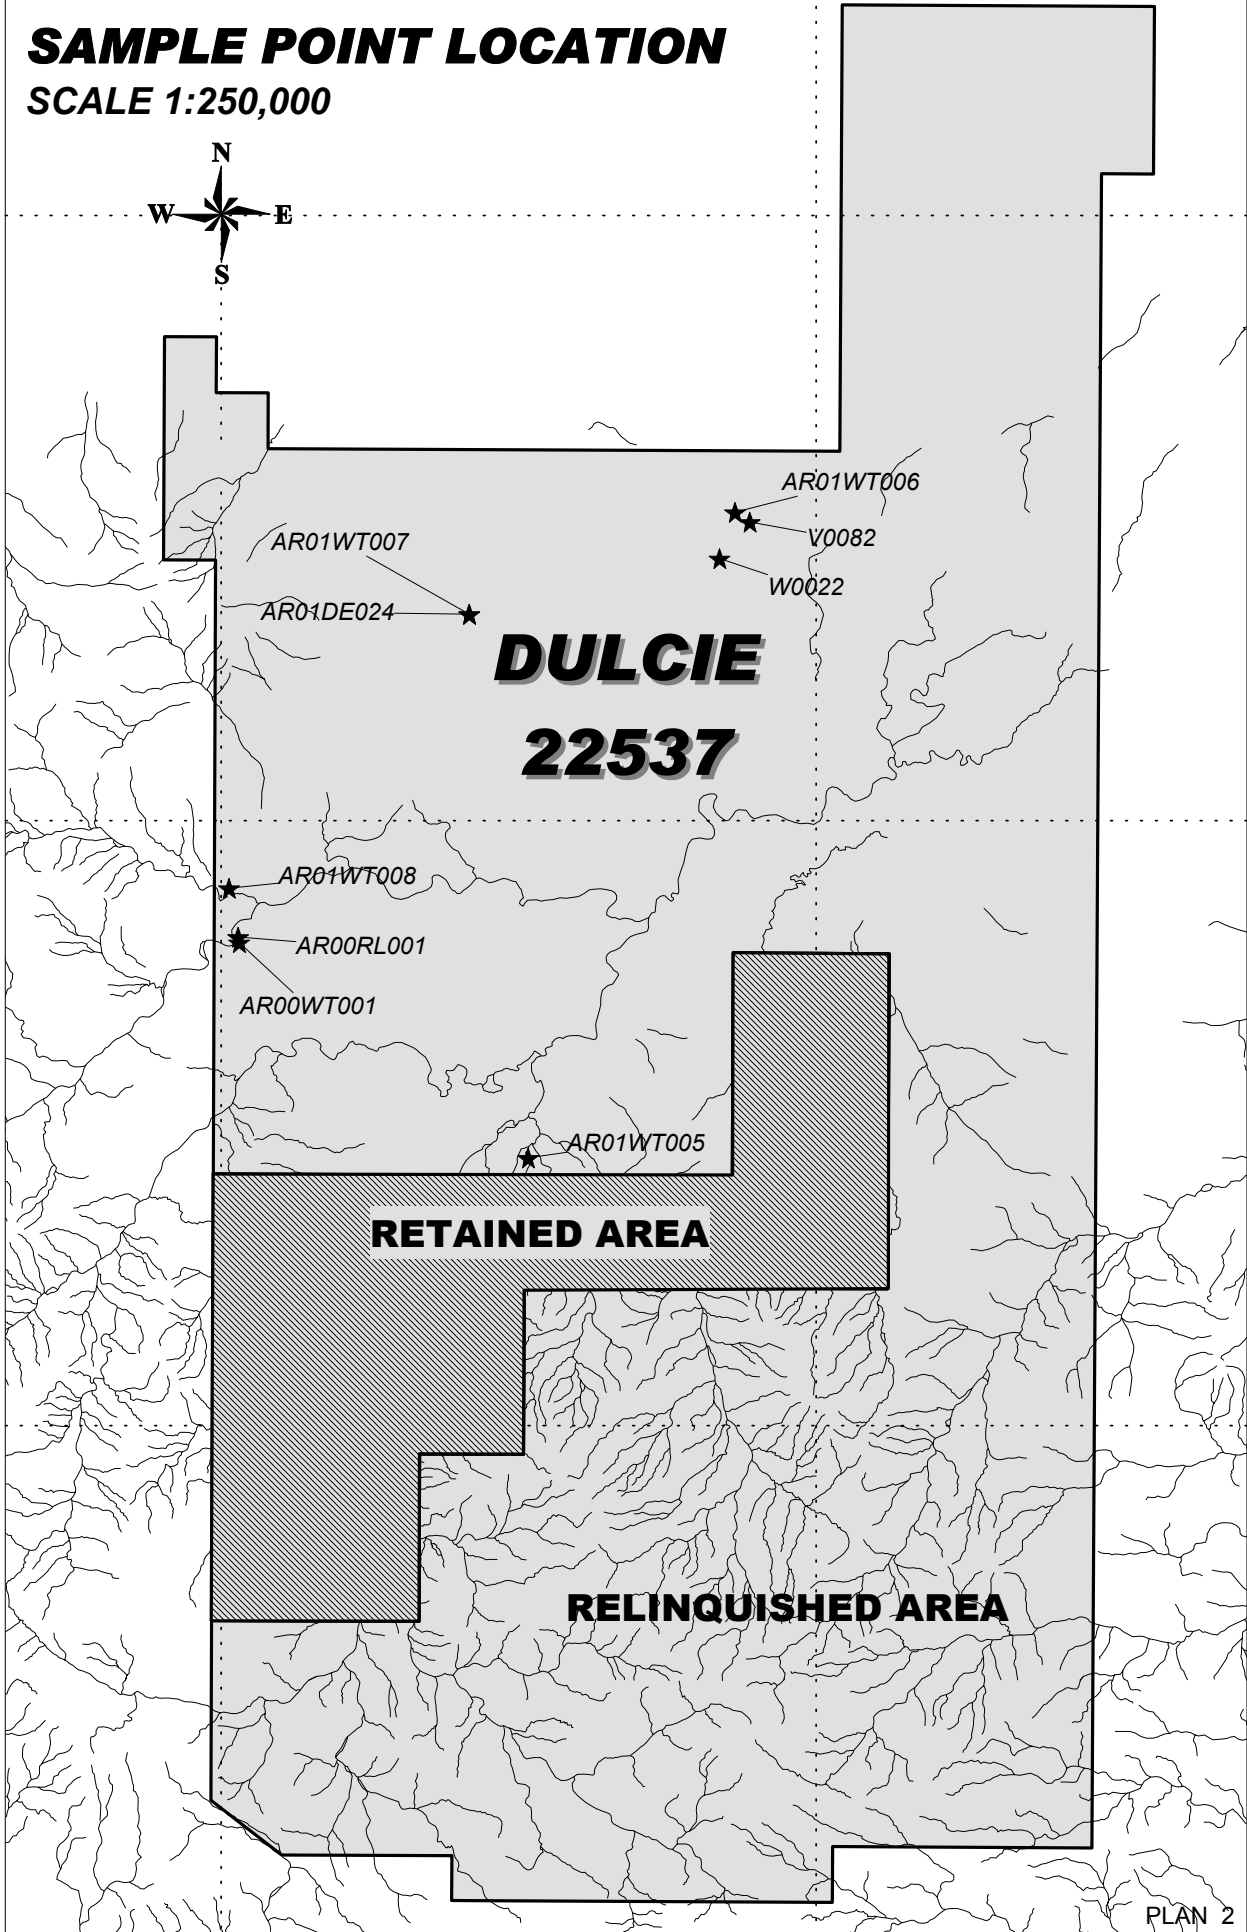 SAMPLE POINT LOCATION
SCALE 1:250,000
N
W E
S
AR01WT006
V0082
AR01WT007
W0022
AR01DE024
DULCIE
22537
AR01WT008
AR00RL001
AR00WT001
AR01WT005
RETAINED AREA
RELINQUISHED AREA
PLAN 2